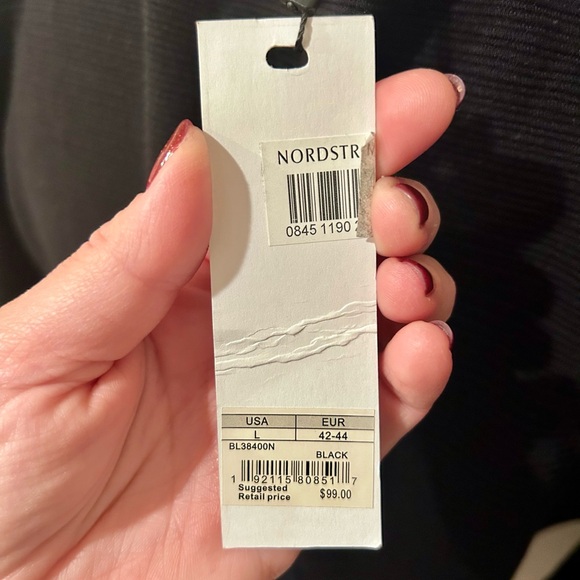 NORDSTR
0845 1190
USA EUR
L 42-44
BL38400N
BLACK
1 92115 80851 7
Suggested
Retail price $99.00